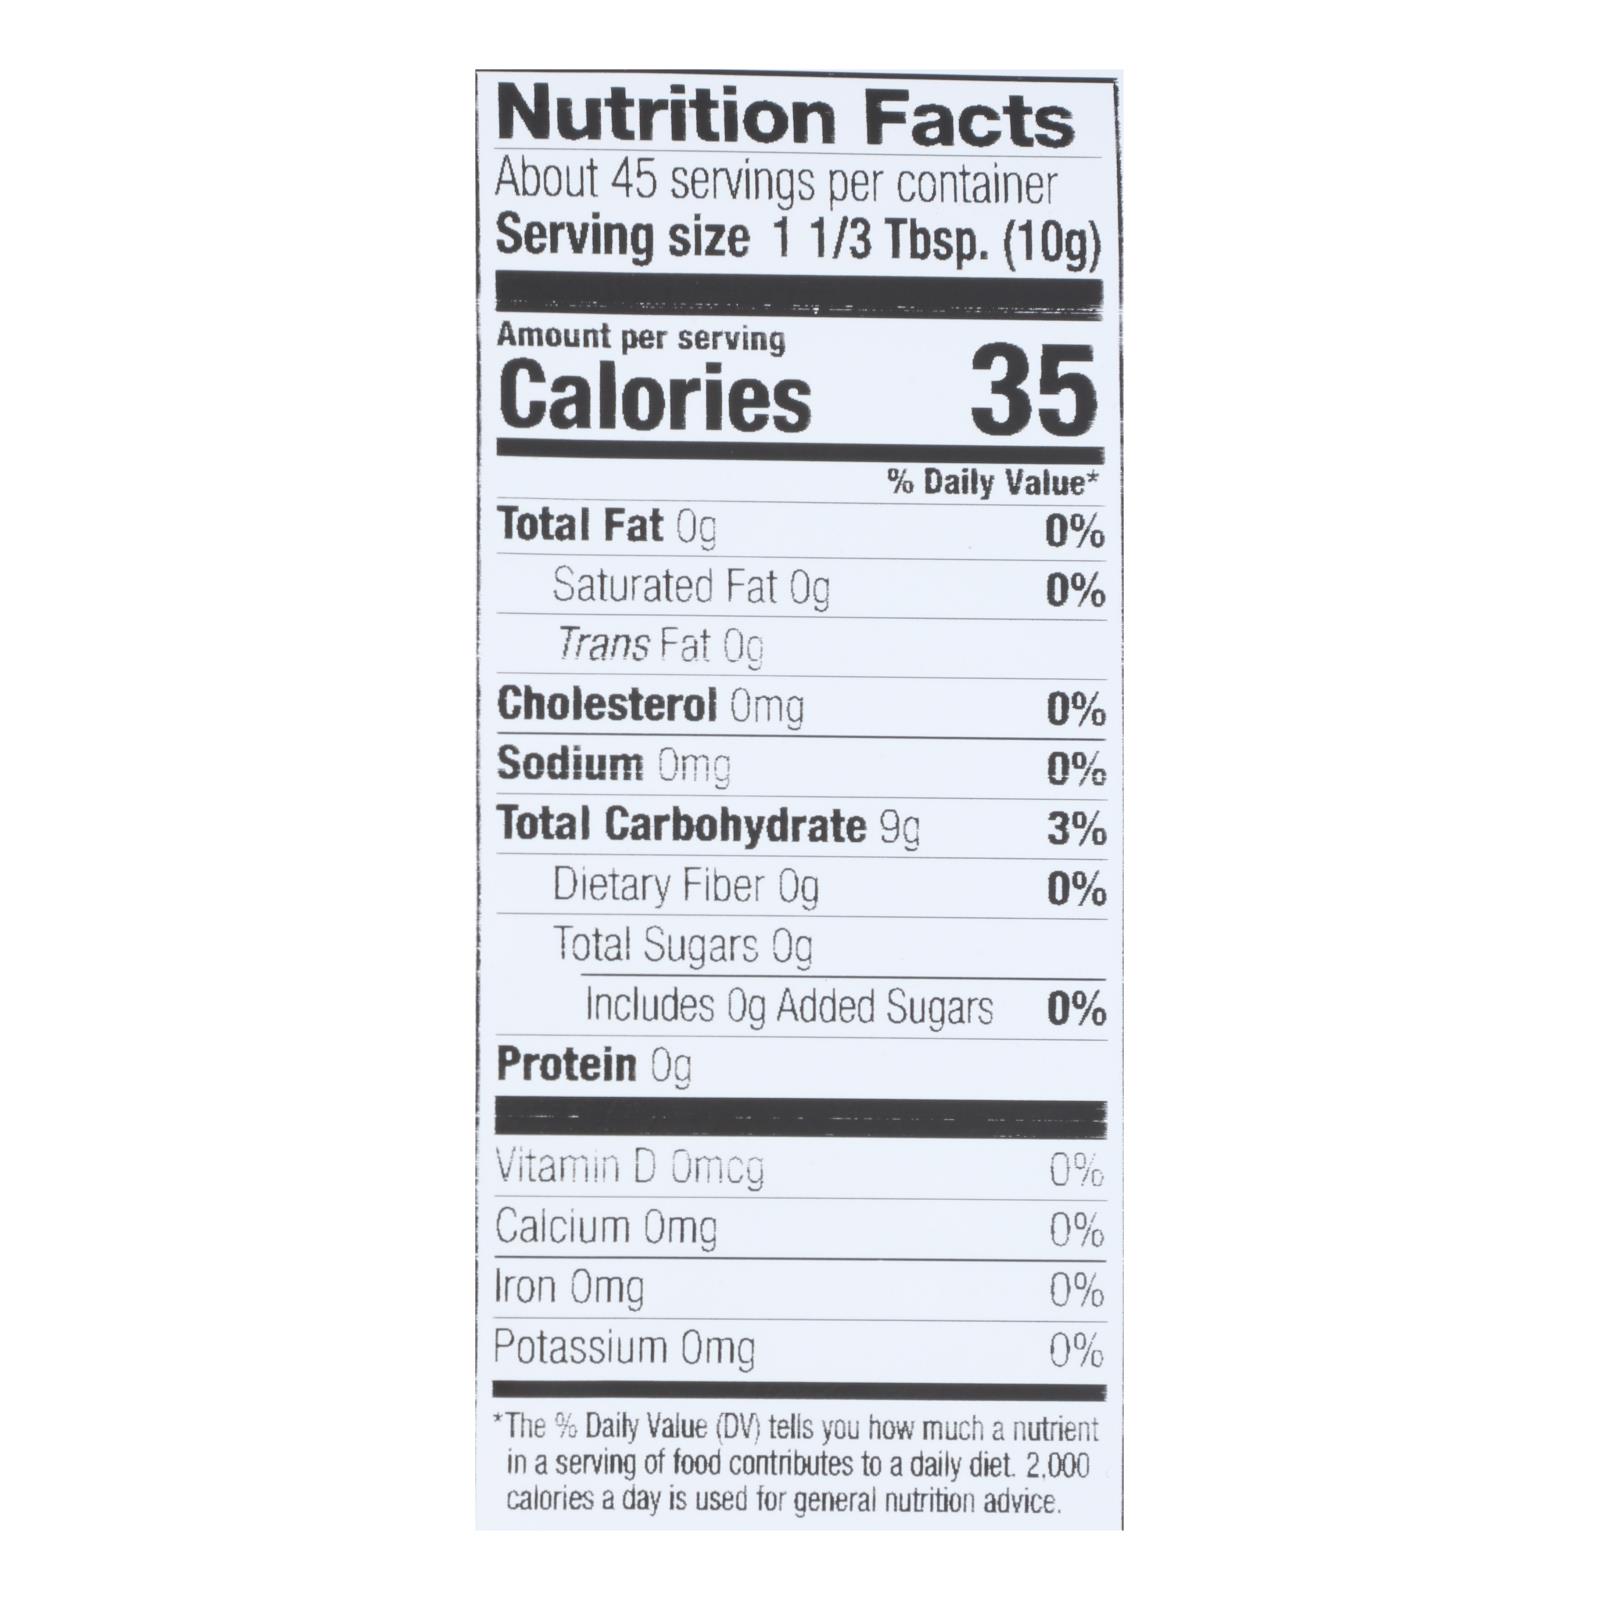 Nutrition Facts
About 45 servings per container
Serving size 1 1/3 Tbsp. (10g)
Amount per serving
Calories 35
% Daily Value*
Total Fat 0g 0%
Saturated Fat 0g 0%
Trans Fat 0g
Cholesterol 0mg 0%
Sodium 0mg 0%
Total Carbohydrate 9g 3%
Dietary Fiber 0g 0%
Total Sugars 0g
Includes 0g Added Sugars 0%
Protein 0g
Vitamin D 0mcg 0%
Calcium 0mg 0%
Iron 0mg 0%
Potassium 0mg 0%
*The % Daily Value (DV) tells you how much a nutrient
in a serving of food contributes to a daily diet. 2,000
calories a day is used for general nutrition advice.